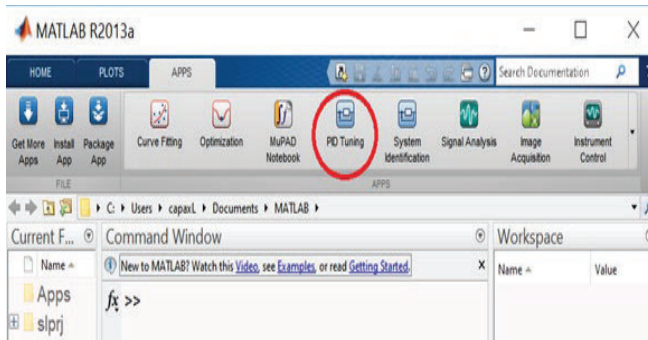 MATLAB R2013a
HOME PLOTS APPS Search Documentation
Get More Apps
Install App
Package App
Curve Fitting
Optimization
MuPAD Notebook
PID Tuning
System Identification
Signal Analysis
Image Acquisition
Instrument Control
FILE APPS
C: Users capaxL Documents MATLAB
Current F... Command Window Workspace
Name New to MATLAB? Watch this Video, see Examples, or read Getting Started. x Name Value
Apps fx >>
slprj